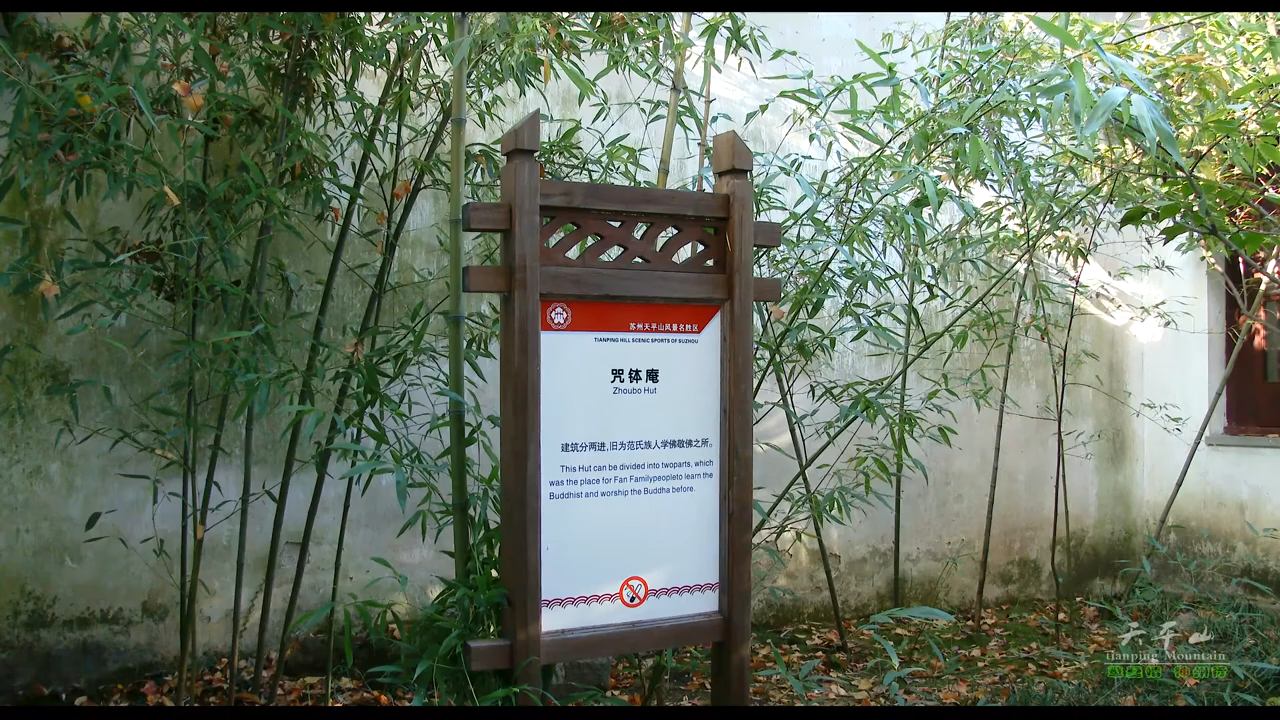 苏州天平山风景名胜区
TIANPING HILL SCENIC SPORTS OF SUZHOU
咒钵庵
Zhoubo Hut
建筑分两进,旧为范氏族人学佛敬佛之所。
This Hut can be divided into twoparts, which
was the place for Fan Familypeopleto learn the
Buddhist and worship the Buddha before.
天平山
tianping Mountain